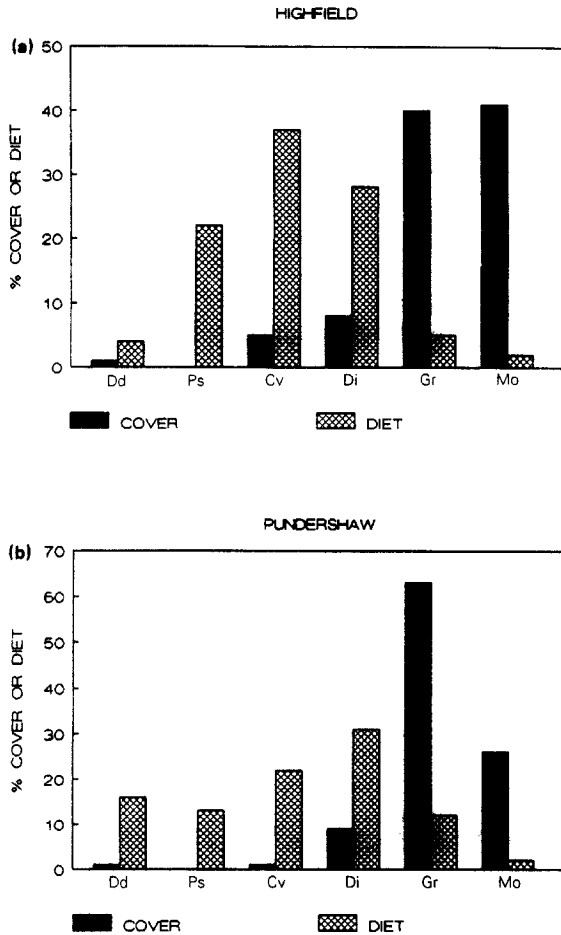 HIGHFIELD
(a)
% COVER OR DIET
50
40
30
20
10
0
Dd Ps Cv Di Gr Mo
COVER DIET
PUNDERSHAW
(b)
% COVER OR DIET
70
60
50
40
30
20
10
0
Dd Ps Cv Di Gr Mo
COVER DIET